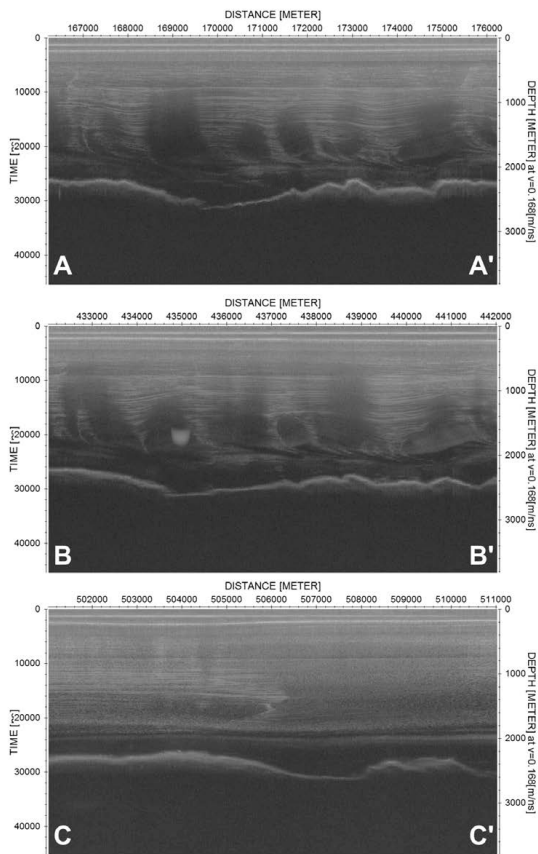 DISTANCE [METER]
167000 168000 169000 170000 171000 172000 173000 174000 175000 176000
0 0
10000
1000
20000
2000
30000
3000
40000
TIME [ns]
DEPTH [METER] at v=0.168[m/ns]
A A'
DISTANCE [METER]
433000 434000 435000 436000 437000 438000 439000 440000 441000 442000
0 0
10000
1000
20000
2000
30000
3000
40000
TIME [ns]
DEPTH [METER] at v=0.168[m/ns]
B B'
DISTANCE [METER]
502000 503000 504000 505000 506000 507000 508000 509000 510000 511000
0 0
10000
1000
20000
2000
30000
3000
40000
TIME [ns]
DEPTH [METER] at v=0.168[m/ns]
C C'